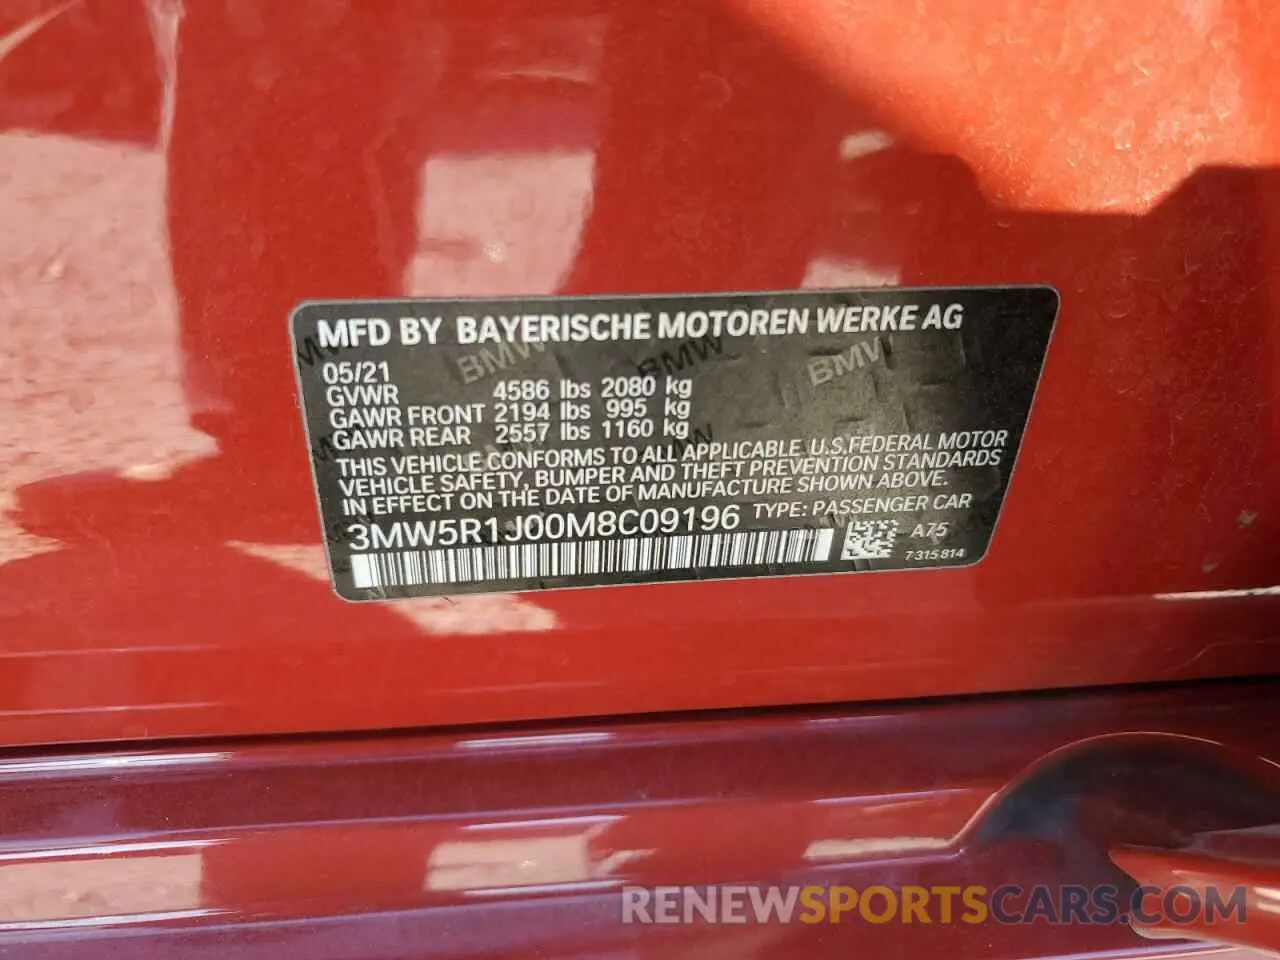 MFD BY BAYERISCHE MOTOREN WERKE AG
05/21
GVWR 4586 lbs 2080 kg
GAWR FRONT 2194 lbs 995 kg
GAWR REAR 2557 lbs 1160 kg
THIS VEHICLE CONFORMS TO ALL APPLICABLE U.S.FEDERAL MOTOR
VEHICLE SAFETY, BUMPER AND THEFT PREVENTION STANDARDS
IN EFFECT ON THE DATE OF MANUFACTURE SHOWN ABOVE.
3MW5R1J00M8C09196 TYPE: PASSENGER CAR
A75
7315814
BMW BMW BMW
RENEWSPORTSCARS.COM